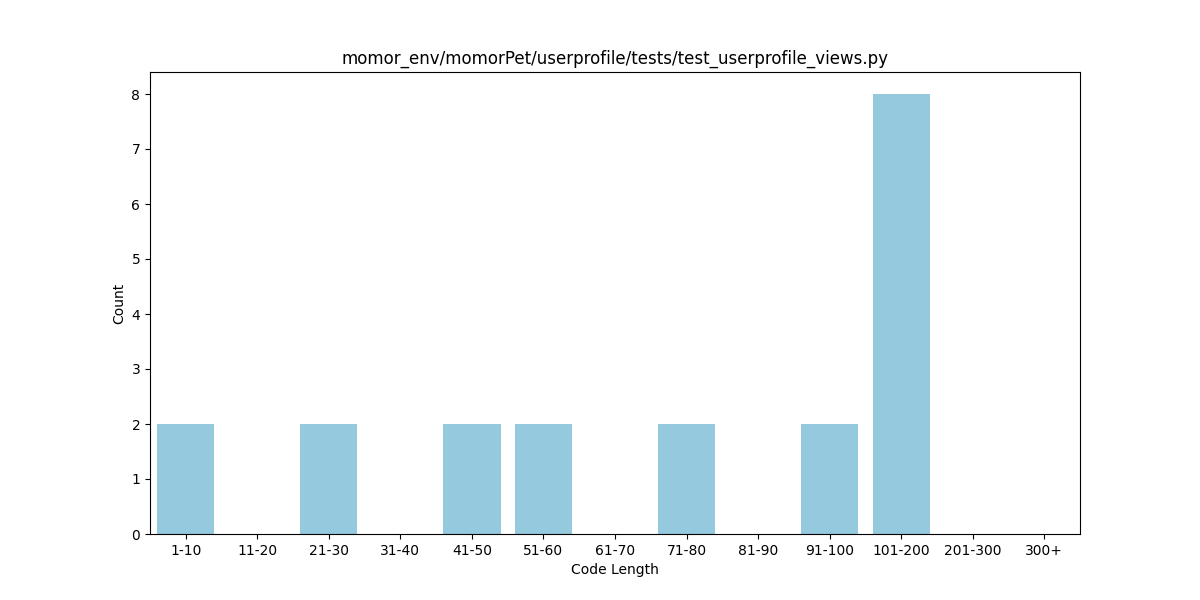 momor_env/momorPet/userprofile/tests/test_userprofile_views.py
8
7
6
5
4
3
2
1
0
Count
1-10 11-20 21-30 31-40 41-50 51-60 61-70 71-80 81-90 91-100 101-200 201-300 300+
Code Length